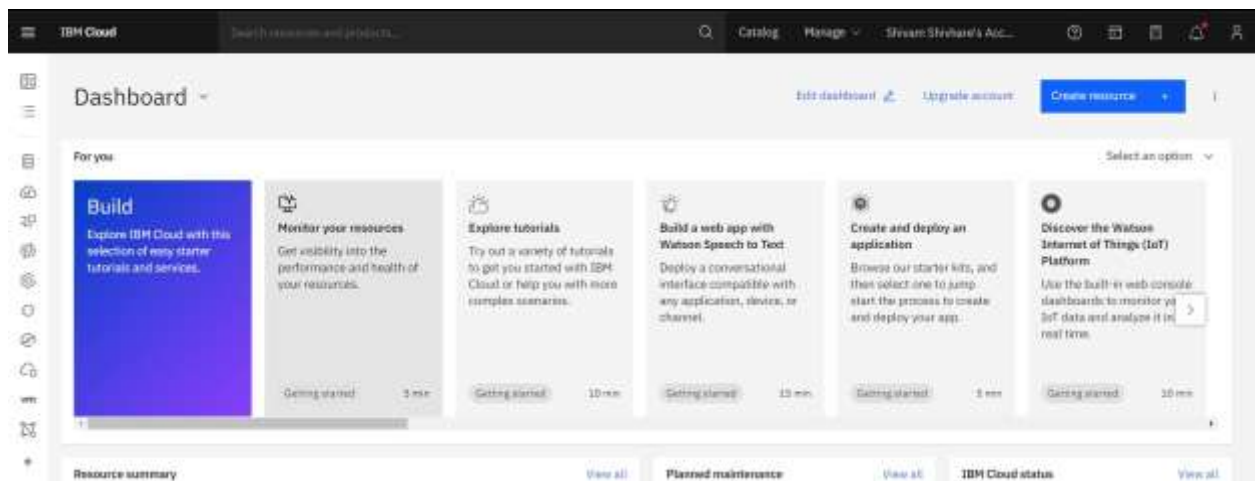 IBM Cloud
Search resources and products...
Catalog
Manage
Shivam Shivhare's Acc...
Dashboard
Edit dashboard
Upgrade account
Create resource +
For you
Select an option
Build
Explore IBM Cloud with this
selection of easy starter
tutorials and services.
Monitor your resources
Get visibility into the
performance and health of
your resources.
Getting started 5 min
Explore tutorials
Try out a variety of tutorials
to get you started with IBM
Cloud or help you with more
complex scenarios.
Getting started 10 min
Build a web app with
Watson Speech to Text
Deploy a conversational
interface compatible with
any application, device, or
channel.
Getting started 15 min
Create and deploy an
application
Browse our starter kits, and
then select one to jump
start the process to create
and deploy your app.
Getting started 5 min
Discover the Watson
Internet of Things (IoT)
Platform
Use the built-in web console
dashboards to monitor yo
IoT data and analyze it in
real time.
Getting started 10 min
Resource summary
View all
Planned maintenance
View all
IBM Cloud status
View all